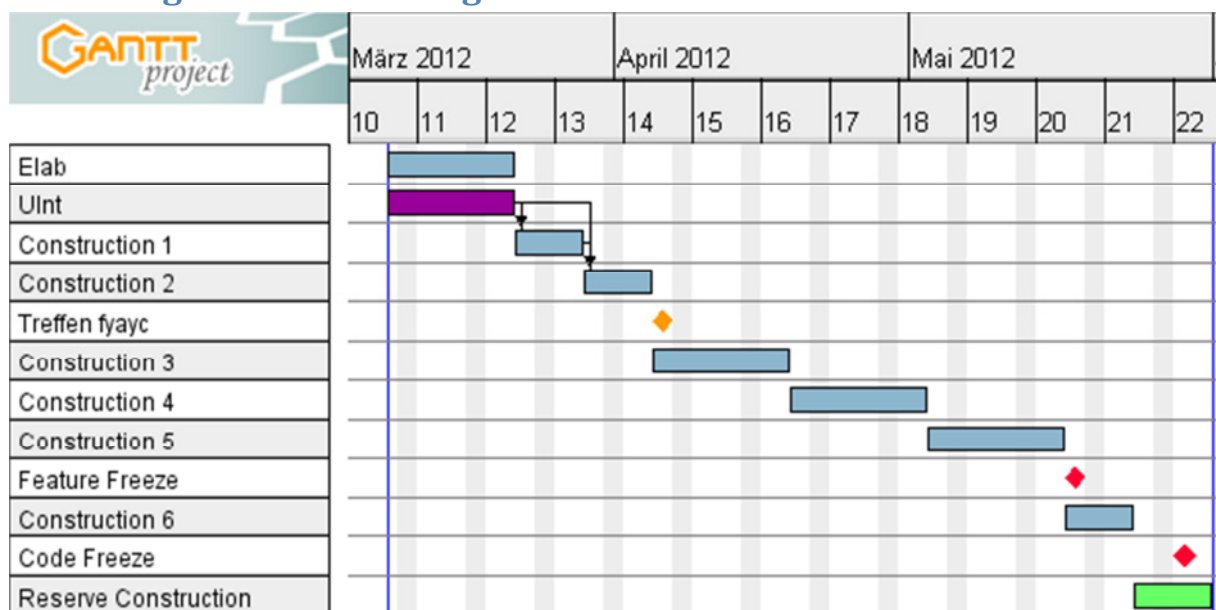 GANTT
project
März 2012 April 2012 Mai 2012
10 11 12 13 14 15 16 17 18 19 20 21 22
Elab
UInt
Construction 1
Construction 2
Treffen fyayc
Construction 3
Construction 4
Construction 5
Feature Freeze
Construction 6
Code Freeze
Reserve Construction